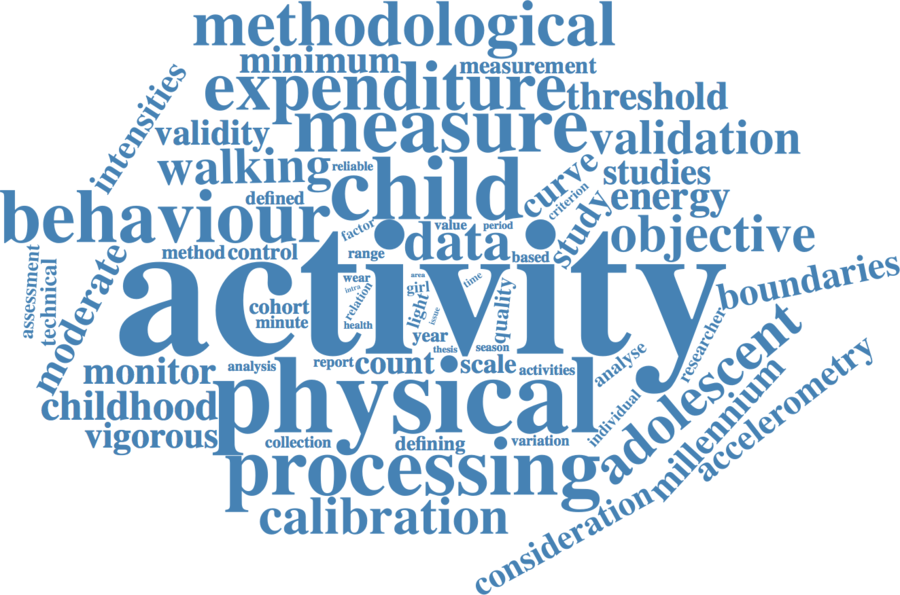 methodological
minimum
measurement
expenditure
threshold
intensities
measure
validity
validation
walking
reliable
child
curve
studies
criterion
energy
defined
behaviour
factor
value
period
study
objective
data
method
control
range
based
assessment
technical
moderate
activity
boundaries
wear
area
time
intra
girl
relation
light
issue
quality
cohort
minute
health
year
researcher
thesis
season
adolescent
monitor
analysis
report
count
scale
activities
analyse
accelerometry
physical
childhood
individual
millennium
vigorous
collection
defining
variation
processing
consideration
calibration